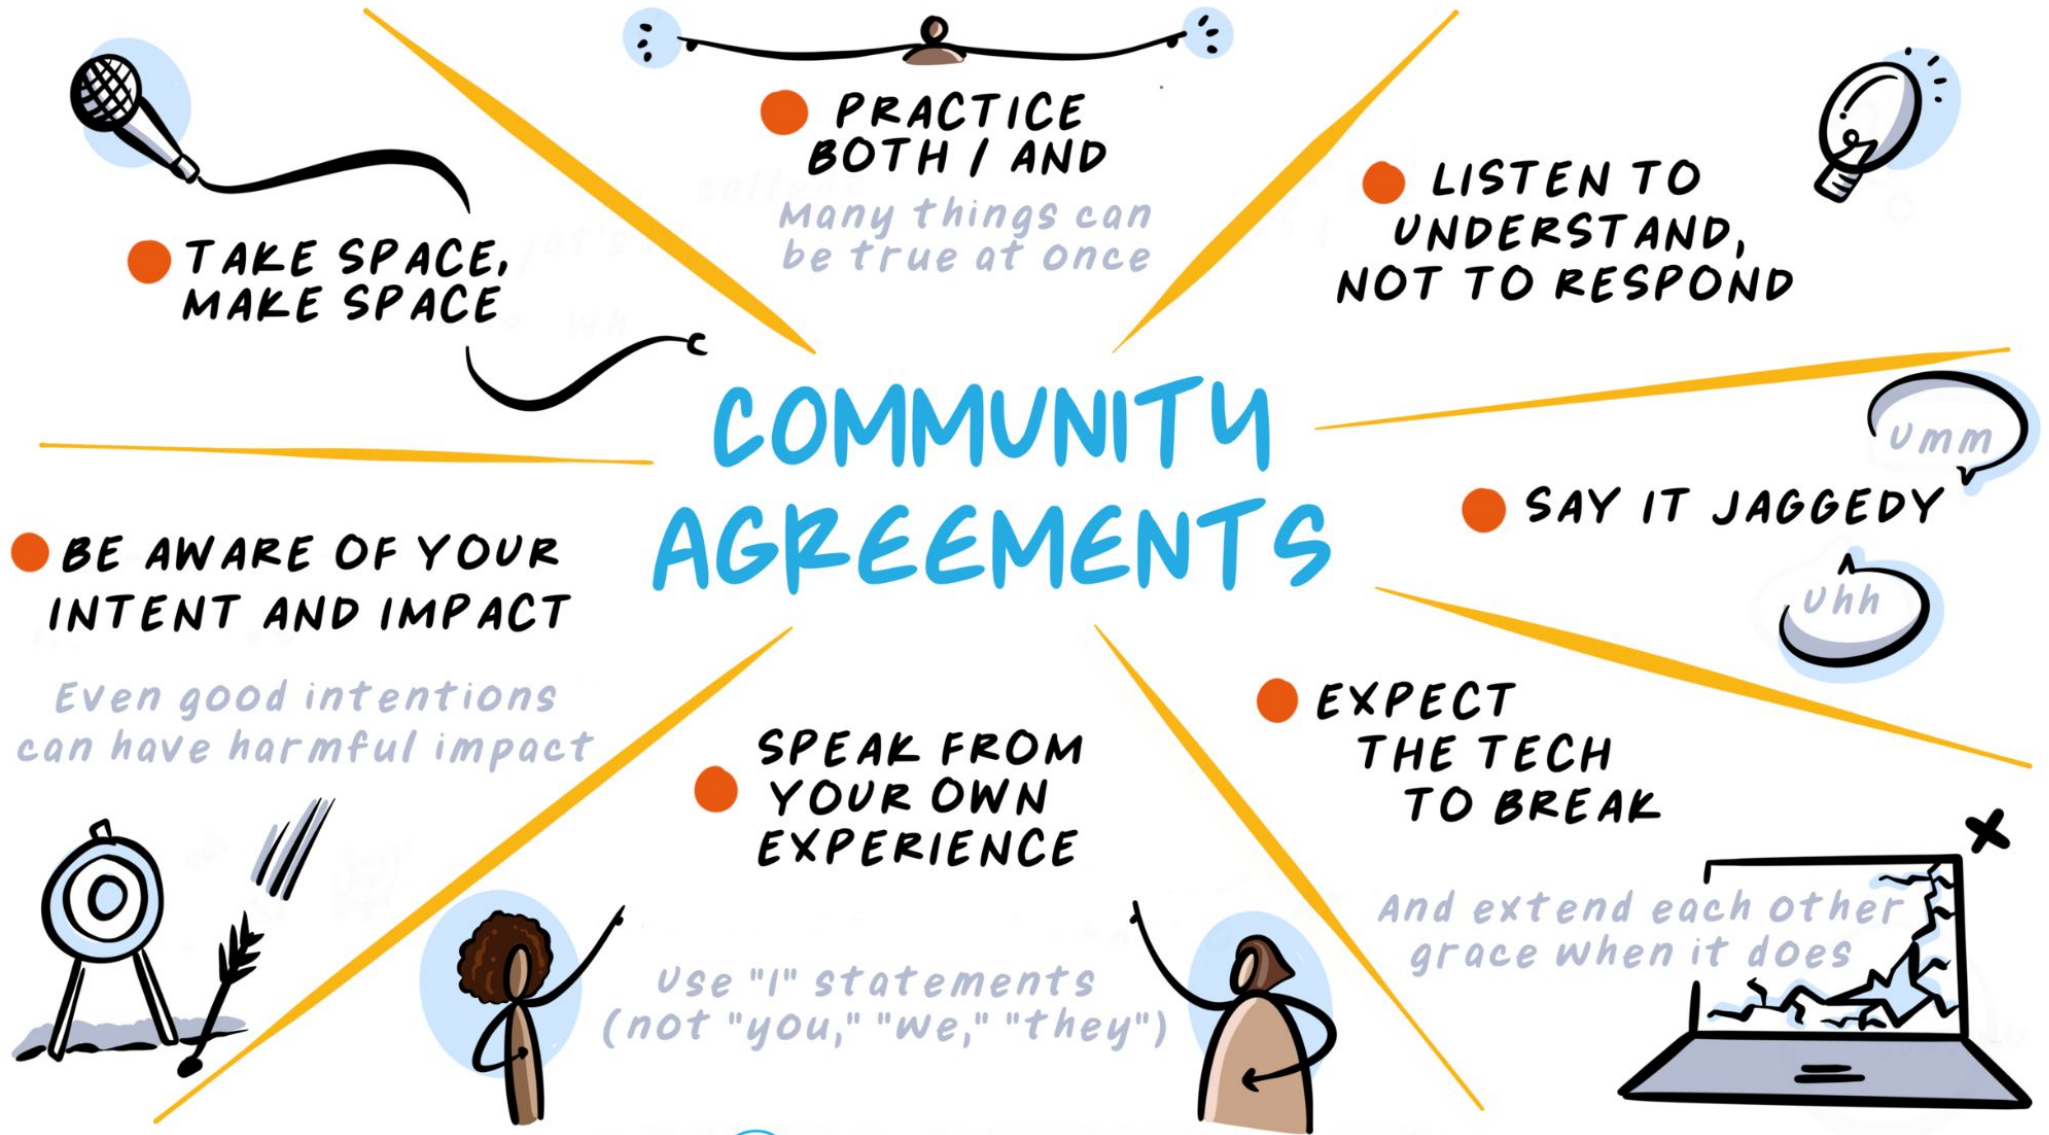 COMMUNITY
AGREEMENTS
TAKE SPACE,
MAKE SPACE
PRACTICE
BOTH / AND
Many things can
be true at once
LISTEN TO
UNDERSTAND,
NOT TO RESPOND
umm
SAY IT JAGGEDY
uhh
EXPECT
THE TECH
TO BREAK
And extend each other
grace when it does
SPEAK FROM
YOUR OWN
EXPERIENCE
Use "I" statements
(not "you," "we," "they")
BE AWARE OF YOUR
INTENT AND IMPACT
Even good intentions
can have harmful impact